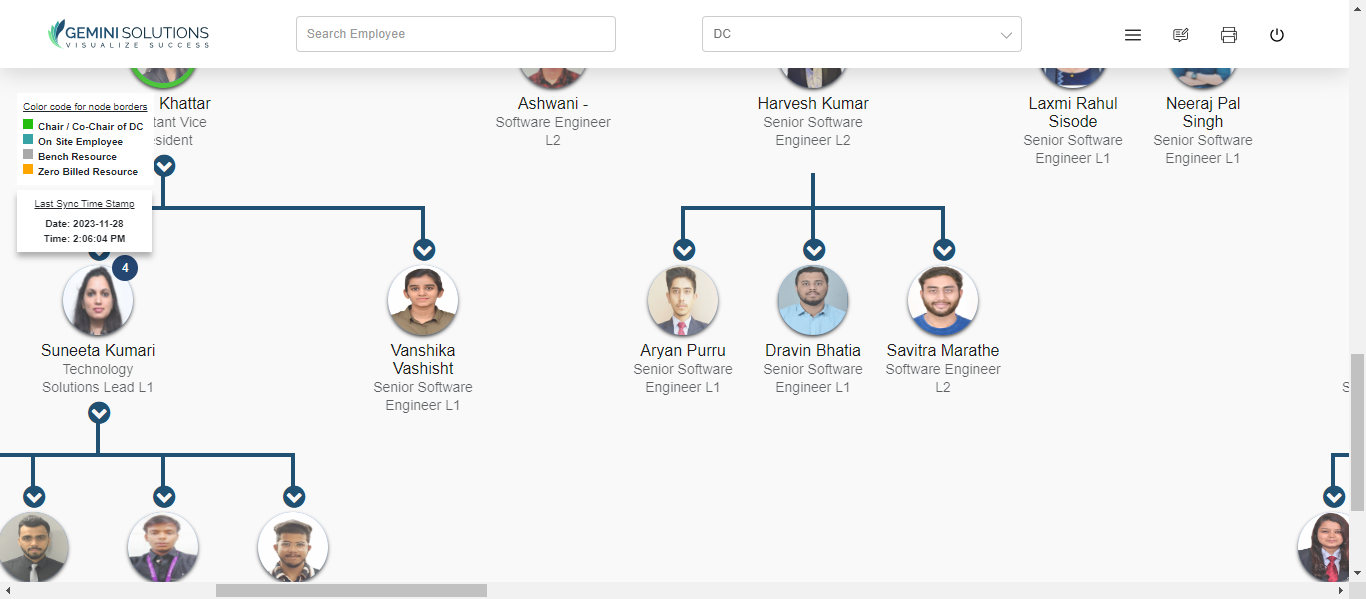 GEMINI SOLUTIONS
VISUALIZE SUCCESS
Search Employee
DC
Khattar
tant Vice
esident
Ashwani -
Software Engineer
L2
Harvesh Kumar
Senior Software
Engineer L2
Laxmi Rahul
Sisode
Senior Software
Engineer L1
Neeraj Pal
Singh
Senior Software
Engineer L1
Color code for node borders
Chair / Co-Chair of DC
On Site Employee
Bench Resource
Zero Billed Resource
Last Sync Time Stamp
Date: 2023-11-28
Time: 2:06:04 PM
4
Suneeta Kumari
Technology
Solutions Lead L1
Vanshika
Vashisht
Senior Software
Engineer L1
Aryan Purru
Senior Software
Engineer L1
Dravin Bhatia
Senior Software
Engineer L1
Savitra Marathe
Software Engineer
L2
S